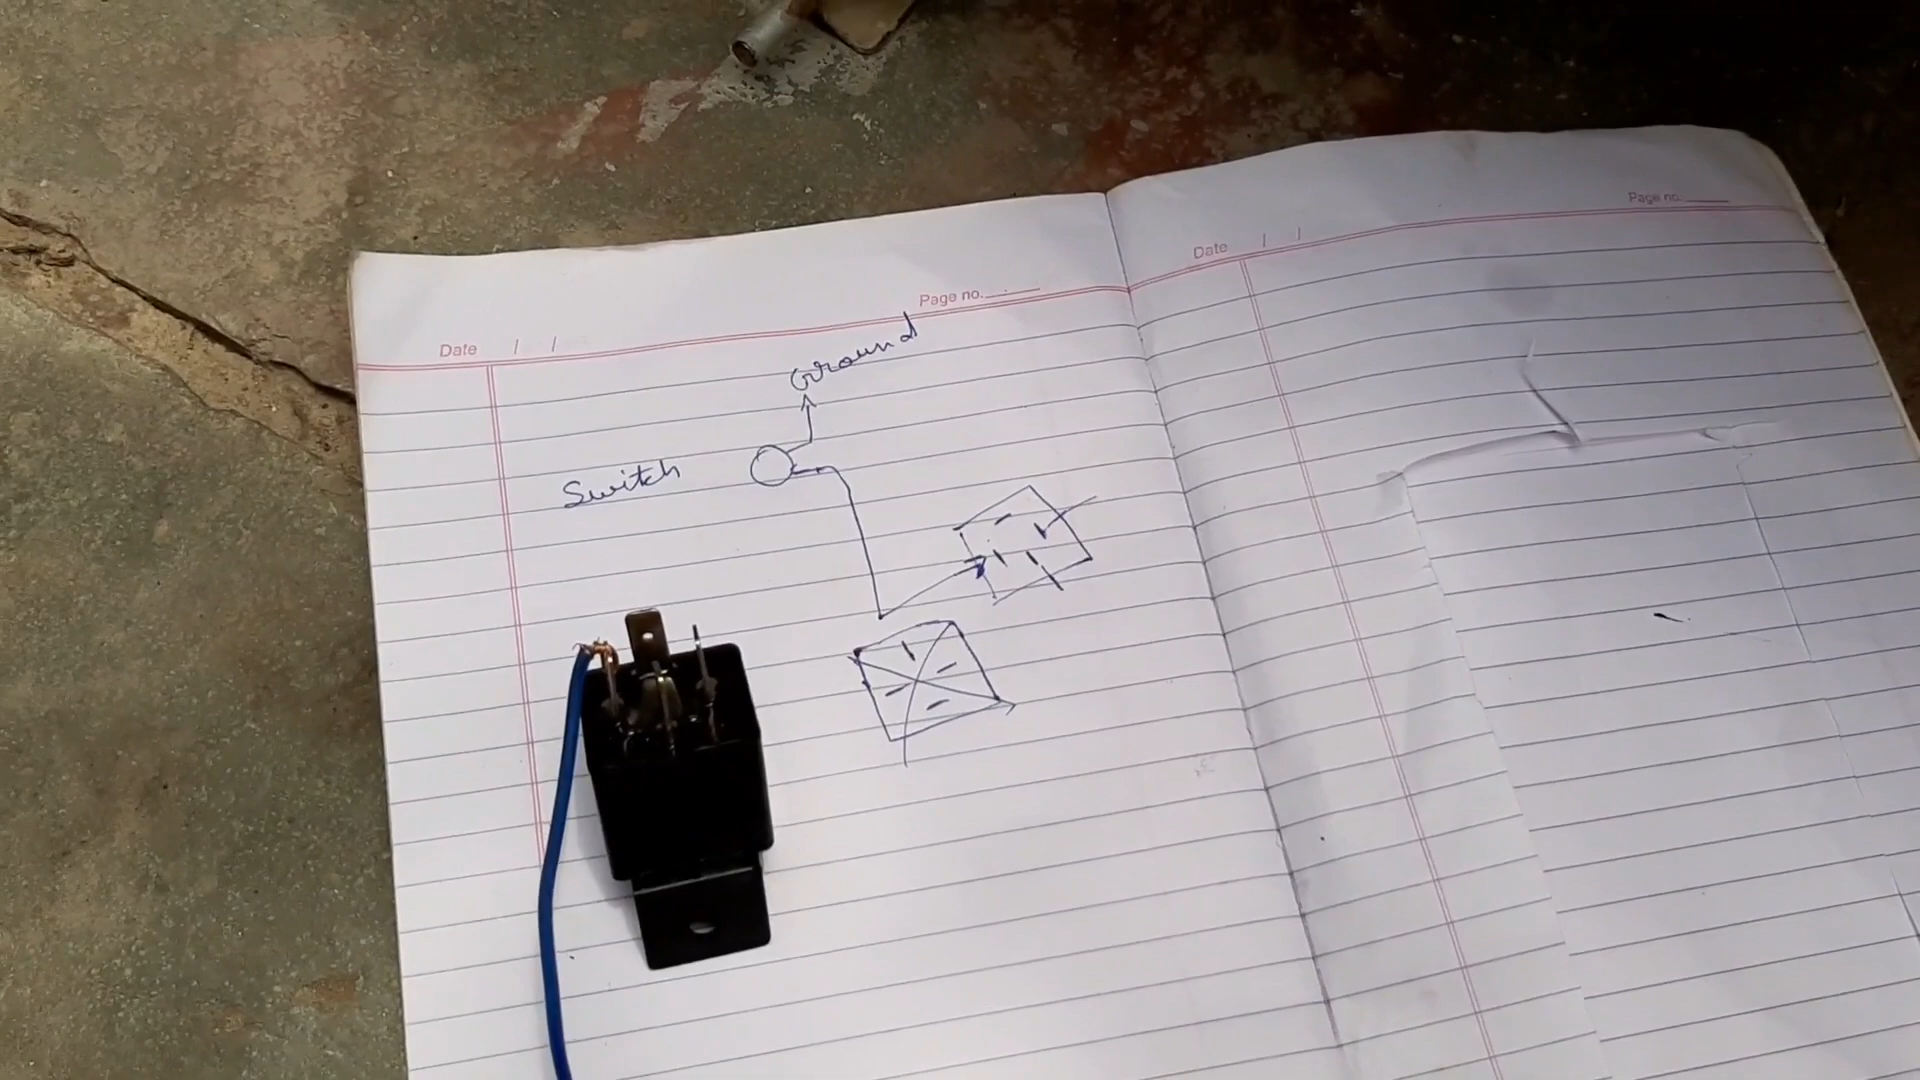 Page no.
Date / /
Page no.
Date / /
Ground
Switch